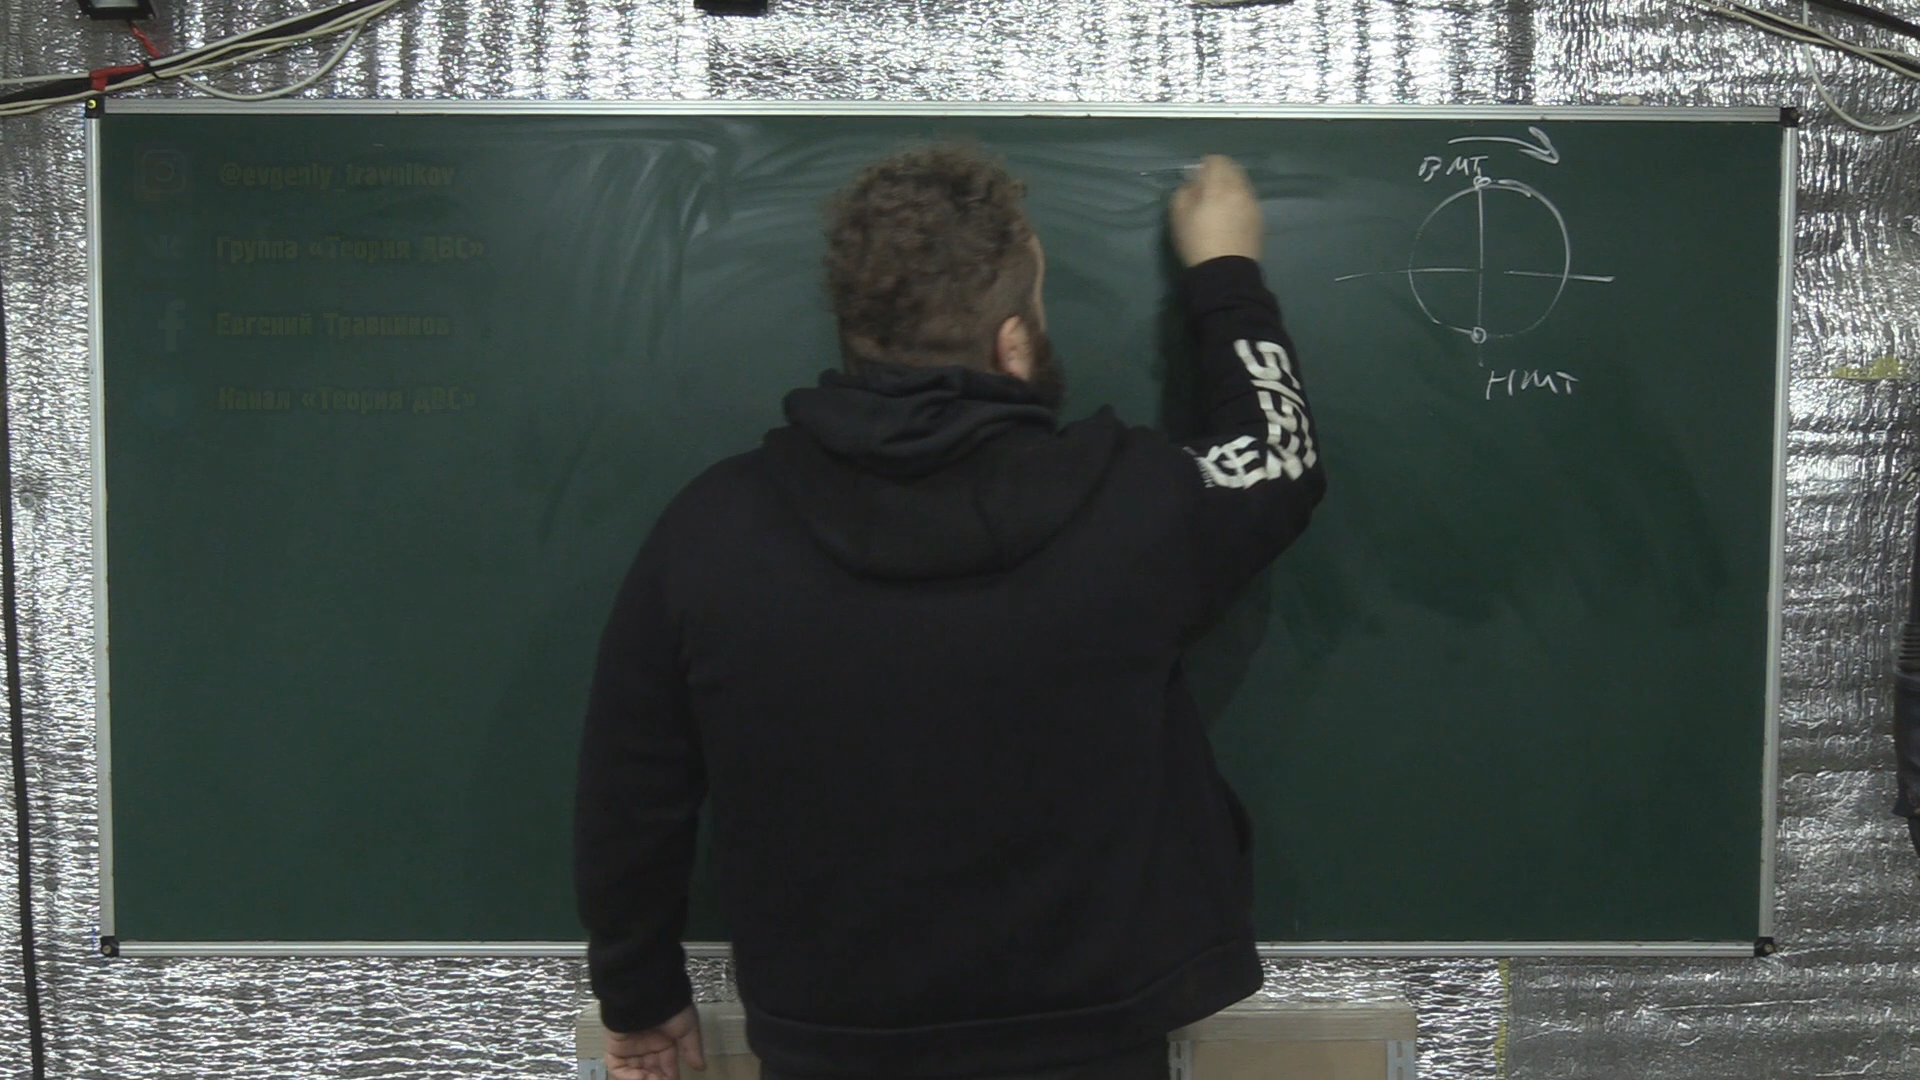 @evgeniy_travnikov
Группа «Теория ДВС»
Евгений Травников
Канал «Теория ДВС»
ВМТ
НМТ